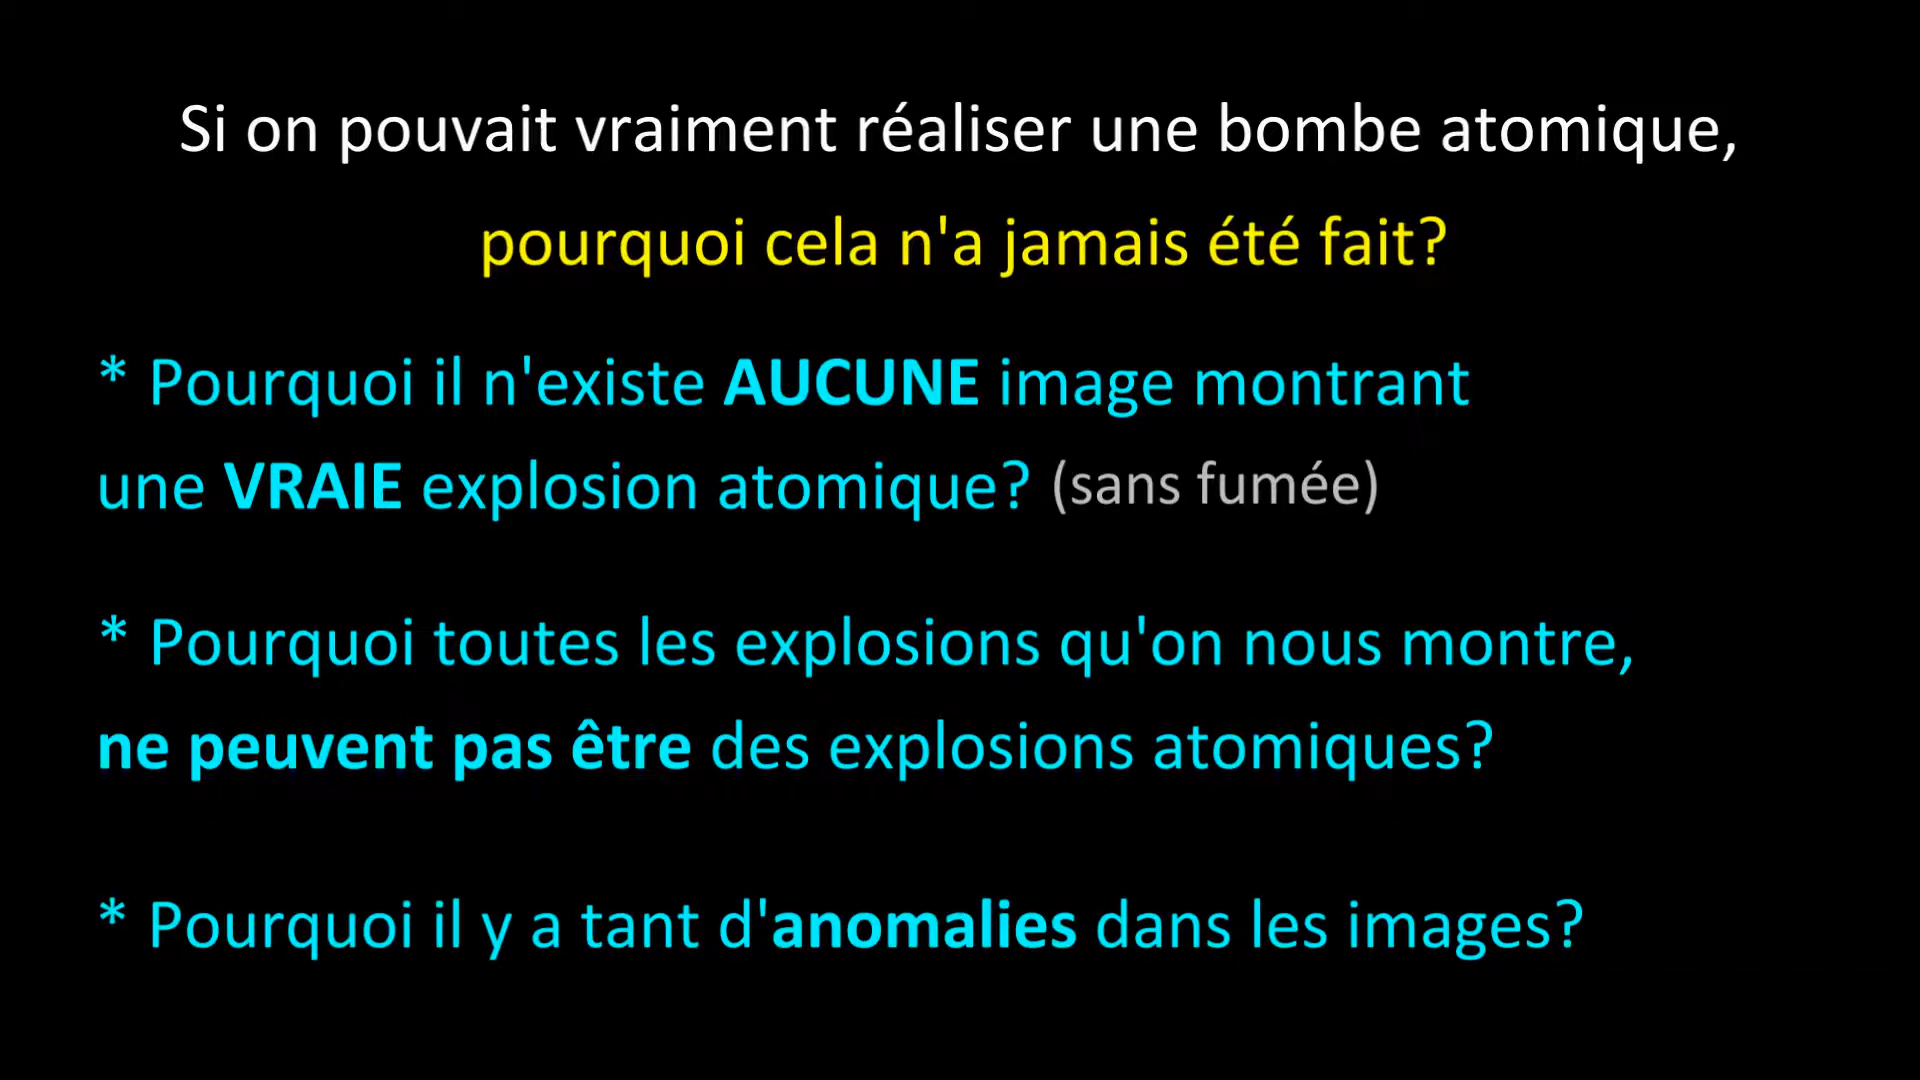 Si on pouvait vraiment réaliser une bombe atomique,
pourquoi cela n'a jamais été fait?
* Pourquoi il n'existe AUCUNE image montrant
une VRAIE explosion atomique? (sans fumée)
* Pourquoi toutes les explosions qu'on nous montre,
ne peuvent pas être des explosions atomiques?
* Pourquoi il y a tant d'anomalies dans les images?